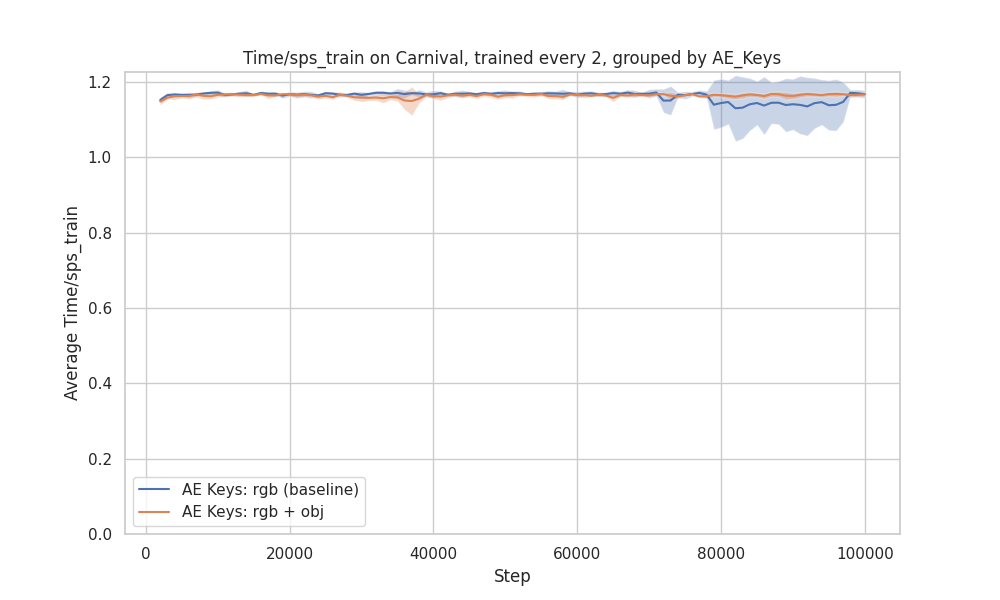 Time/sps_train on Carnival, trained every 2, grouped by AE_Keys
Average Time/sps_train
1.2
1.0
0.8
0.6
0.4
0.2
0.0
AE Keys: rgb (baseline)
AE Keys: rgb + obj
0 20000 40000 60000 80000 100000
Step